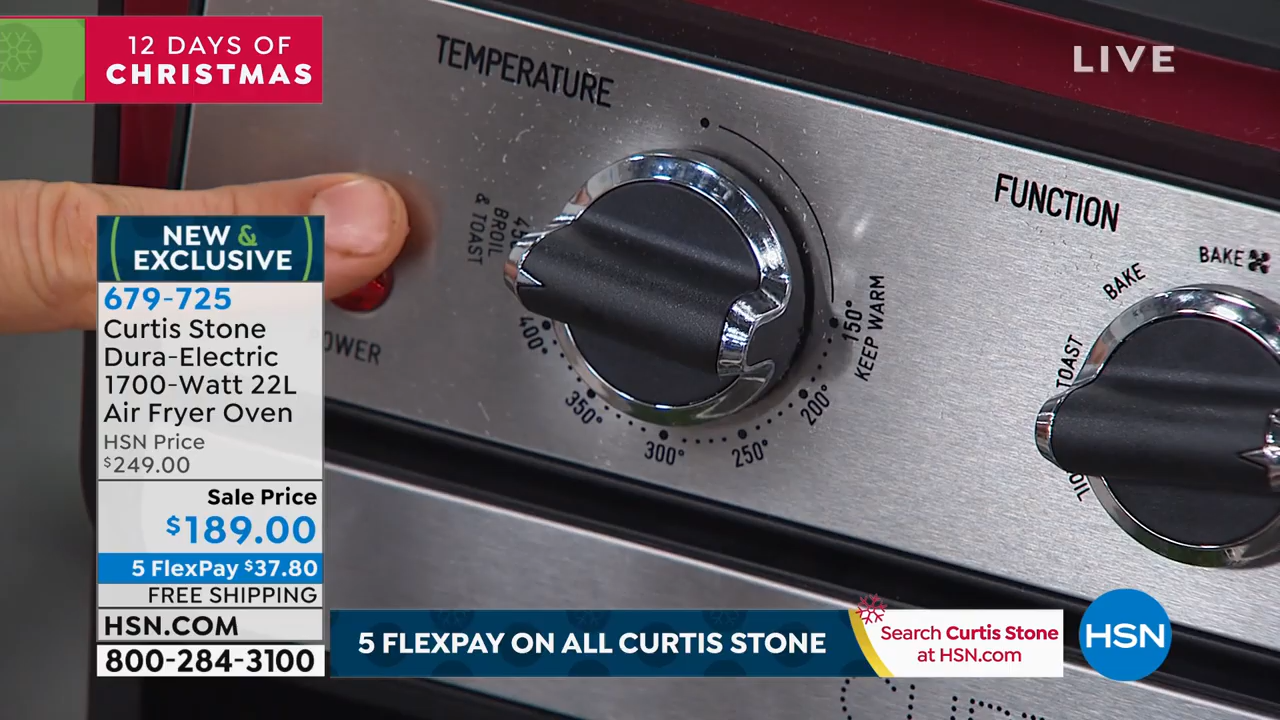 12 DAYS OF
CHRISTMAS
LIVE
TEMPERATURE
FUNCTION
BAKE
BAKE
BROIL
& TOAST
400°
350°
300°
250°
200°
150°
KEEP WARM
NEW &
EXCLUSIVE
679-725
Curtis Stone
Dura-Electric
1700-Watt 22L
Air Fryer Oven
HSN Price
$249.00
Sale Price
$189.00
5 FlexPay $37.80
FREE SHIPPING
HSN.COM
800-284-3100
5 FLEXPAY ON ALL CURTIS STONE
Search Curtis Stone
at HSN.com
HSN